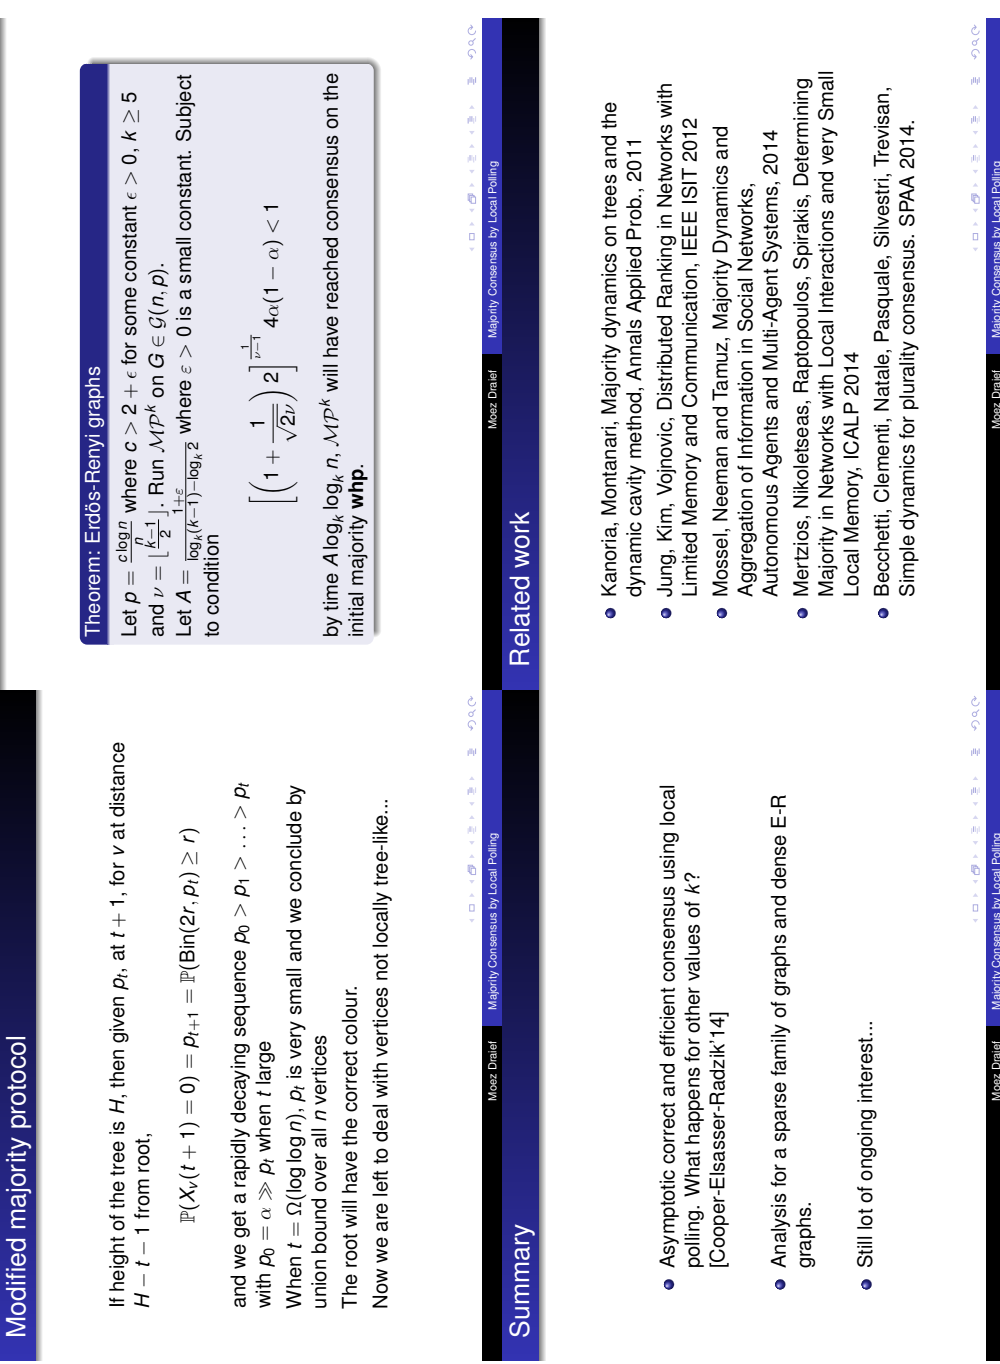 Modified majority protocol
If height of the tree is H, then given p_t, at t + 1, for v at distance
H − t − 1 from root,
ℙ(X_v(t + 1) = 0) = p_{t+1} = ℙ(Bin(2r, p_t) ≥ r)
and we get a rapidly decaying sequence p_0 > p_1 > … > p_t
with p_0 = α ≫ p_t when t large
When t = Ω(log log n), p_t is very small and we conclude by
union bound over all n vertices
The root will have the correct colour.
Now we are left to deal with vertices not locally tree-like...
Moez Draief Majority Consensus by Local Polling
Theorem: Erdös-Renyi graphs
Let p = \frac{c log n}{n} where c > 2 + ϵ for some constant ϵ > 0, k ≥ 5
and ν = ⌊\frac{k−1}{2}⌋. Run 𝓜𝓟^k on G ∈ 𝒢(n, p).
Let A = \frac{1+ε}{log_k(k−1)−log_k 2} where ε > 0 is a small constant. Subject
to condition
[(1 + \frac{1}{\sqrt{2ν}}) 2]^{\frac{1}{ν−1}} 4α(1 − α) < 1
by time A log_k log_k n, 𝓜𝓟^k will have reached consensus on the
initial majority whp.
Moez Draief Majority Consensus by Local Polling
Summary
Asymptotic correct and efficient consensus using local
polling. What happens for other values of k?
[Cooper-Elsasser-Radzik'14]
Analysis for a sparse family of graphs and dense E-R
graphs.
Still lot of ongoing interest...
Moez Draief Majority Consensus by Local Polling
Related work
Kanoria, Montanari, Majority dynamics on trees and the
dynamic cavity method, Annals Applied Prob., 2011
Jung, Kim, Vojnovic, Distributed Ranking in Networks with
Limited Memory and Communication, IEEE ISIT 2012
Mossel, Neeman and Tamuz, Majority Dynamics and
Aggregation of Information in Social Networks,
Autonomous Agents and Multi-Agent Systems, 2014
Mertzios, Nikoletseas, Raptopoulos, Spirakis, Determining
Majority in Networks with Local Interactions and very Small
Local Memory, ICALP 2014
Becchetti, Clementi, Natale, Pasquale, Silvestri, Trevisan,
Simple dynamics for plurality consensus. SPAA 2014.
Moez Draief Majority Consensus by Local Polling